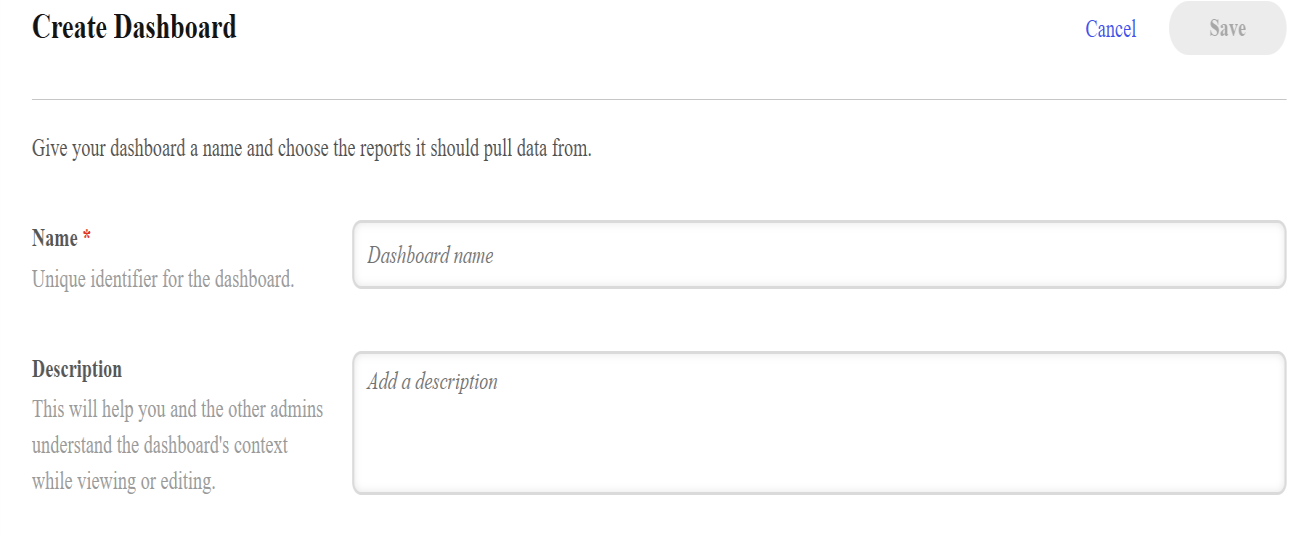 Create Dashboard
Cancel
Save
Give your dashboard a name and choose the reports it should pull data from.
Name *
Unique identifier for the dashboard.
Dashboard name
Description
This will help you and the other admins
understand the dashboard's context
while viewing or editing.
Add a description